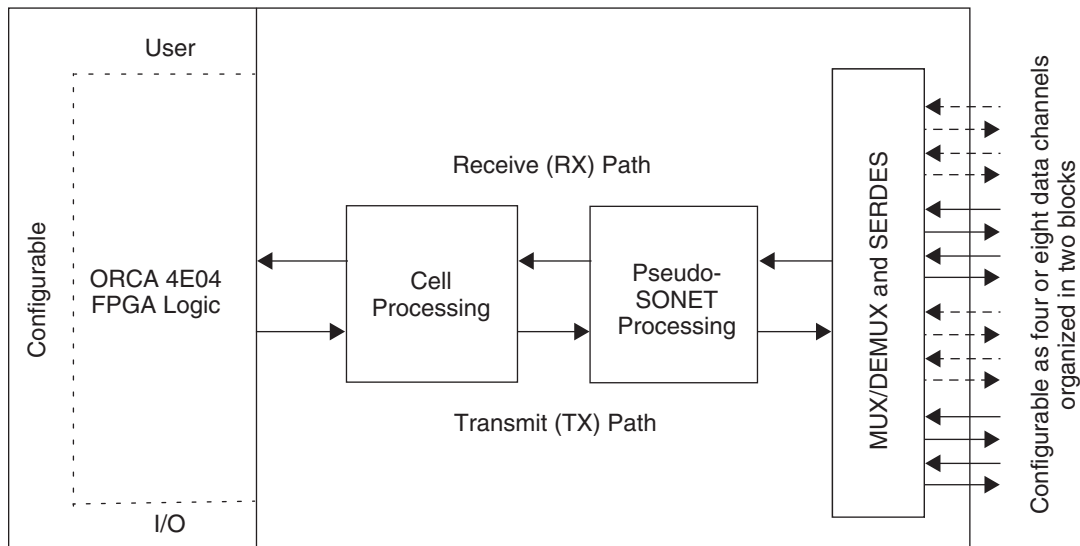 User
Configurable
ORCA 4E04
FPGA Logic
I/O
Receive (RX) Path
Cell
Processing
Pseudo-
SONET
Processing
Transmit (TX) Path
MUX/DEMUX and SERDES
Configurable as four or eight data channels
organized in two blocks